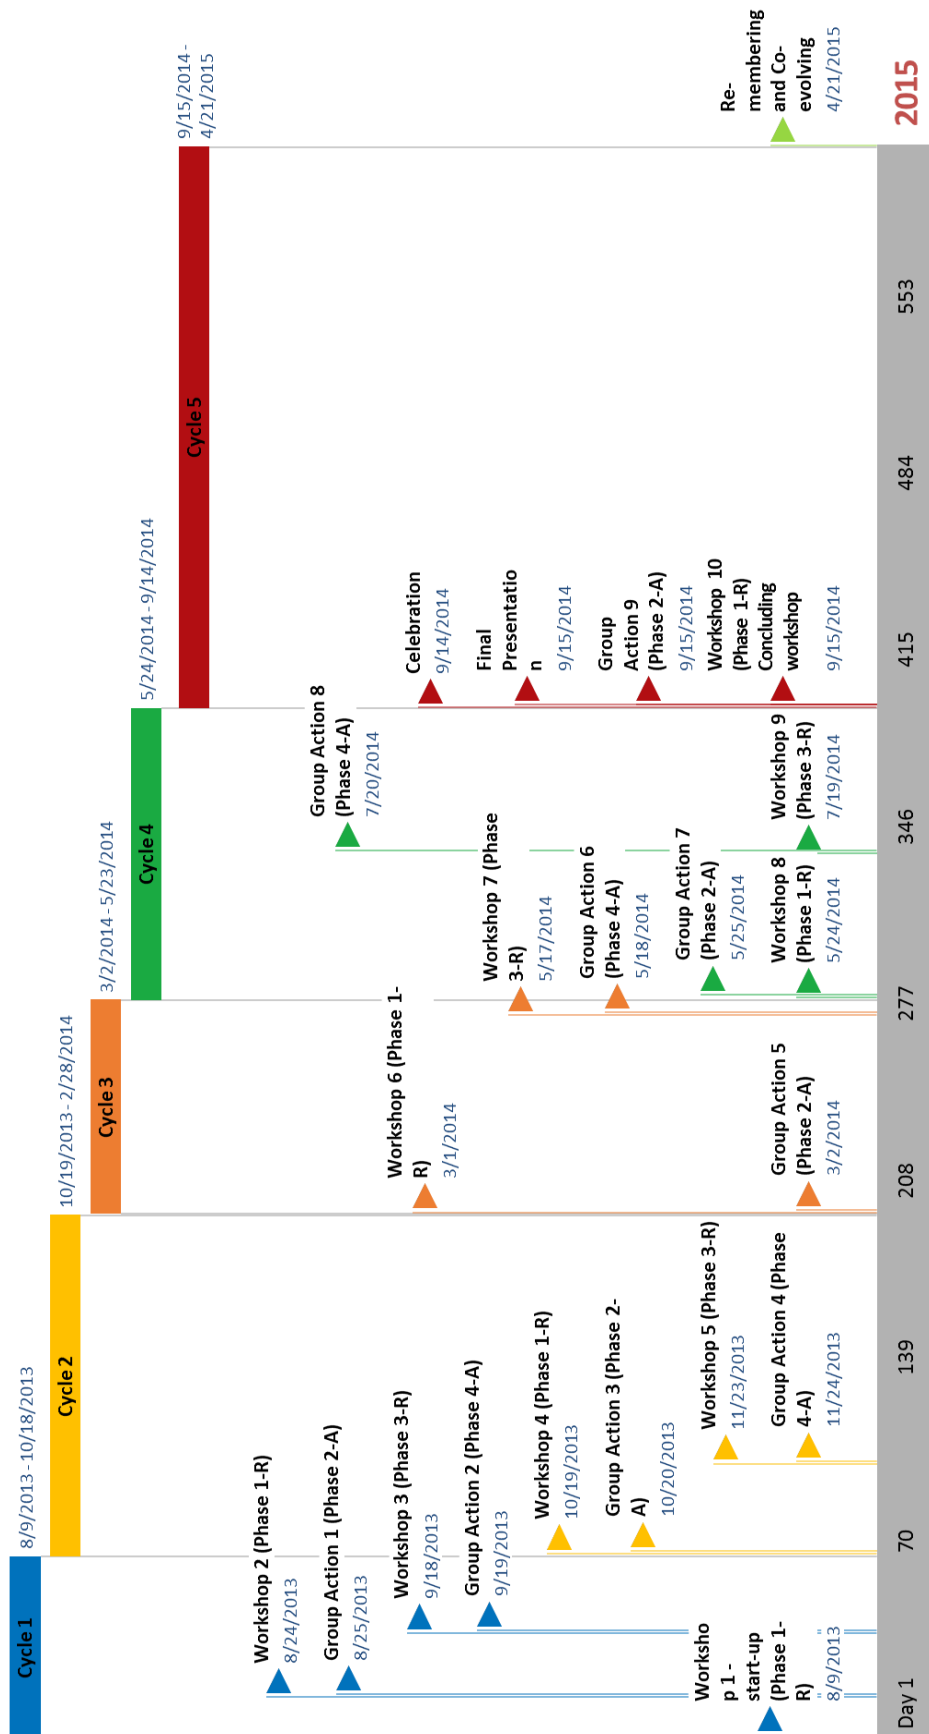 Cycle 1
8/9/2013 - 10/18/2013
Cycle 2
10/19/2013 - 2/28/2014
Cycle 3
3/2/2014 - 5/23/2014
Cycle 4
5/24/2014 - 9/14/2014
Cycle 5
9/15/2014 -
4/21/2015
Workshop 2 (Phase 1-R)
8/24/2013
Group Action 1 (Phase 2-A)
8/25/2013
Workshop 3 (Phase 3-R)
9/18/2013
Group Action 2 (Phase 4-A)
9/19/2013
Worksho
p 1 -
start-up
(Phase 1-
R)
8/9/2013
Workshop 4 (Phase 1-R)
10/19/2013
Group Action 3 (Phase 2-
A)
10/20/2013
Workshop 5 (Phase 3-R)
11/23/2013
Group Action 4 (Phase
4-A)
11/24/2013
Workshop 6 (Phase 1-
R)
3/1/2014
Group Action 5
(Phase 2-A)
3/2/2014
Workshop 7 (Phase
3-R)
5/17/2014
Group Action 6
(Phase 4-A)
5/18/2014
Group Action 7
(Phase 2-A)
5/25/2014
Workshop 8
(Phase 1-R)
5/24/2014
Group Action 8
(Phase 4-A)
7/20/2014
Workshop 9
(Phase 3-R)
7/19/2014
Celebration
9/14/2014
Final
Presentatio
n
9/15/2014
Group
Action 9
(Phase 2-A)
9/15/2014
Workshop 10
(Phase 1-R)
Concluding
workshop
9/15/2014
Re-
membering
and Co-
evolving
4/21/2015
Day 1
70
139
208
277
346
415
484
553
2015